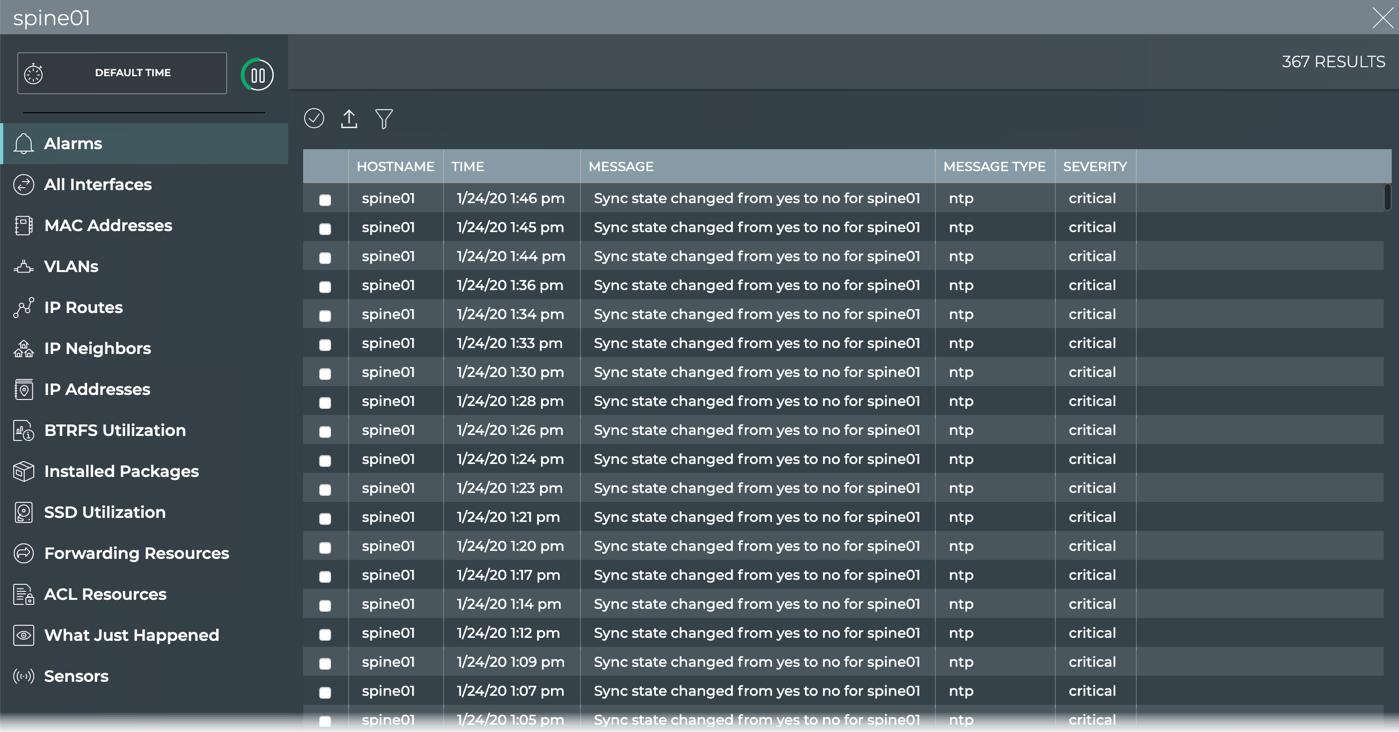 spine01
DEFAULT TIME
367 RESULTS
Alarms
All Interfaces
MAC Addresses
VLANs
IP Routes
IP Neighbors
IP Addresses
BTRFS Utilization
Installed Packages
SSD Utilization
Forwarding Resources
ACL Resources
What Just Happened
Sensors
HOSTNAME TIME MESSAGE MESSAGE TYPE SEVERITY
spine01 1/24/20 1:46 pm Sync state changed from yes to no for spine01 ntp critical
spine01 1/24/20 1:45 pm Sync state changed from yes to no for spine01 ntp critical
spine01 1/24/20 1:44 pm Sync state changed from yes to no for spine01 ntp critical
spine01 1/24/20 1:36 pm Sync state changed from yes to no for spine01 ntp critical
spine01 1/24/20 1:34 pm Sync state changed from yes to no for spine01 ntp critical
spine01 1/24/20 1:33 pm Sync state changed from yes to no for spine01 ntp critical
spine01 1/24/20 1:30 pm Sync state changed from yes to no for spine01 ntp critical
spine01 1/24/20 1:28 pm Sync state changed from yes to no for spine01 ntp critical
spine01 1/24/20 1:26 pm Sync state changed from yes to no for spine01 ntp critical
spine01 1/24/20 1:24 pm Sync state changed from yes to no for spine01 ntp critical
spine01 1/24/20 1:23 pm Sync state changed from yes to no for spine01 ntp critical
spine01 1/24/20 1:21 pm Sync state changed from yes to no for spine01 ntp critical
spine01 1/24/20 1:20 pm Sync state changed from yes to no for spine01 ntp critical
spine01 1/24/20 1:17 pm Sync state changed from yes to no for spine01 ntp critical
spine01 1/24/20 1:14 pm Sync state changed from yes to no for spine01 ntp critical
spine01 1/24/20 1:12 pm Sync state changed from yes to no for spine01 ntp critical
spine01 1/24/20 1:09 pm Sync state changed from yes to no for spine01 ntp critical
spine01 1/24/20 1:07 pm Sync state changed from yes to no for spine01 ntp critical
spine01 1/24/20 1:05 pm Sync state changed from yes to no for spine01 ntp critical